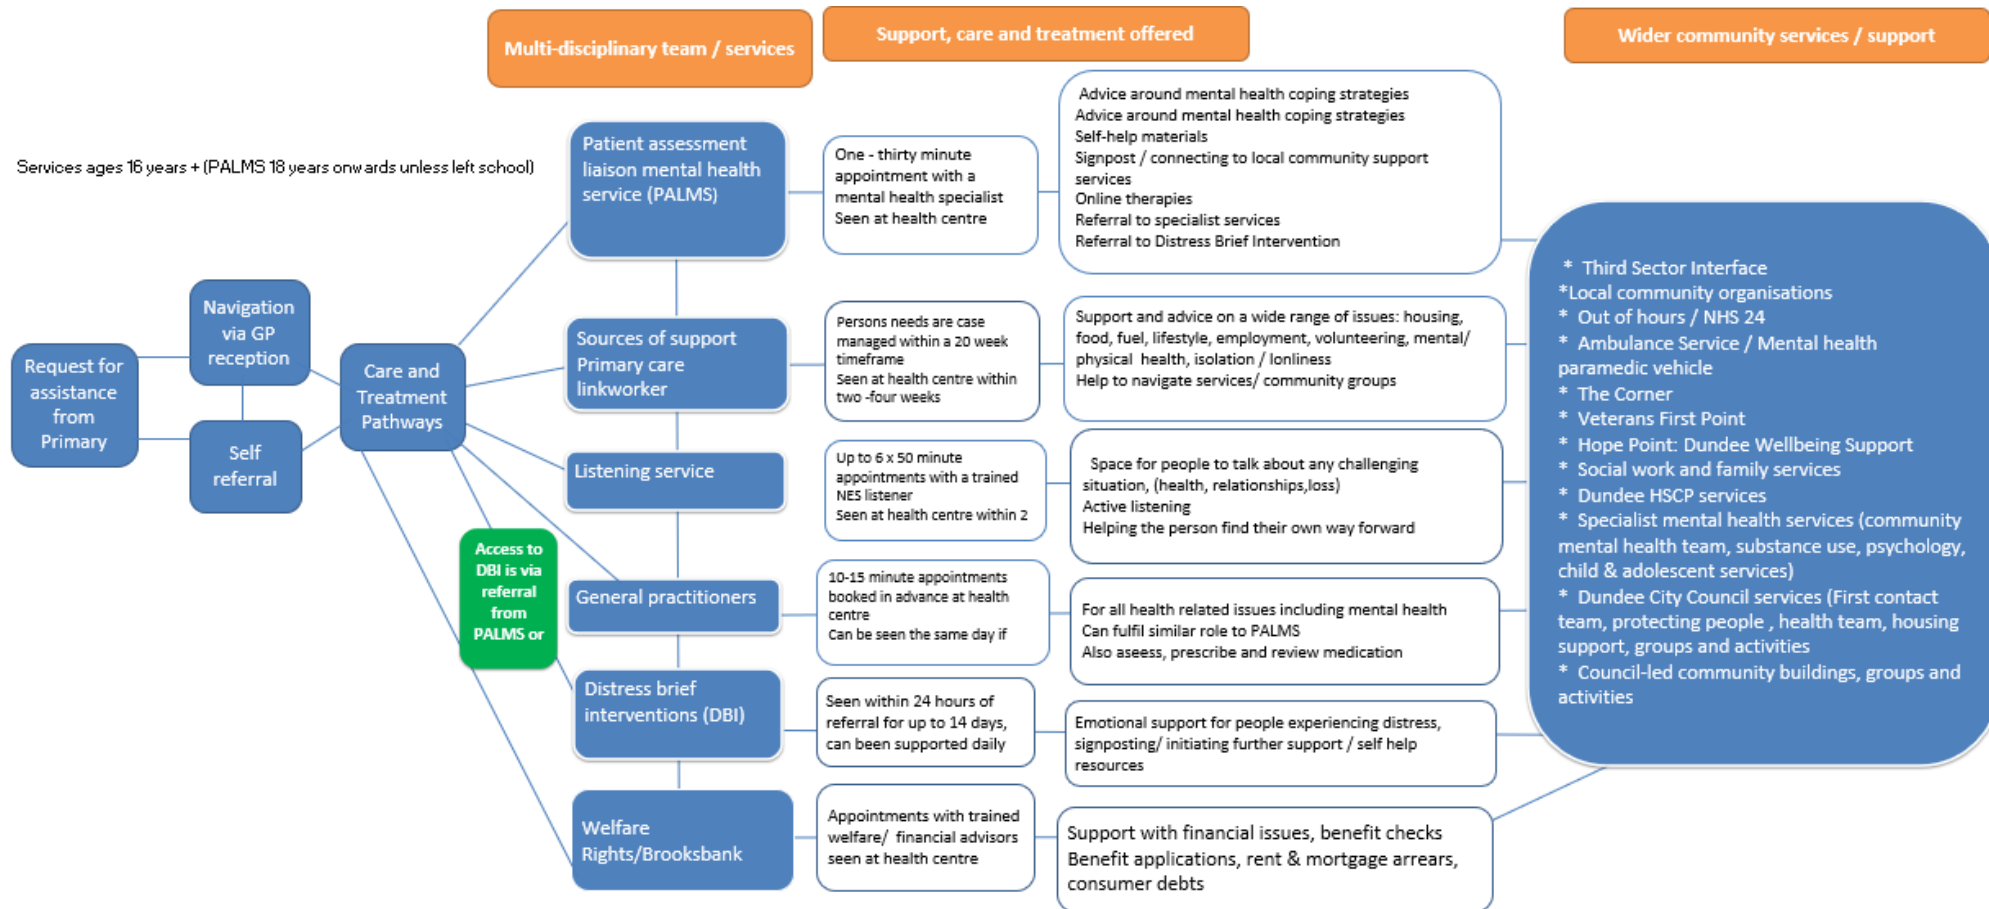 Multi-disciplinary team / services
Support, care and treatment offered
Wider community services / support
Services ages 16 years + (PALMS 18 years onwards unless left school)
Request for
assistance
from
Primary
Navigation
via GP
reception
Self
referral
Care and
Treatment
Pathways
Access to
DBI is via
referral
from
PALMS or
Patient assessment
liaison mental health
service (PALMS)
One - thirty minute
appointment with a
mental health specialist
Seen at health centre
Advice around mental health coping strategies
Advice around mental health coping strategies
Self-help materials
Signpost / connecting to local community support
services
Online therapies
Referral to specialist services
Referral to Distress Brief Intervention
Sources of support
Primary care
linkworker
Persons needs are case
managed within a 20 week
timeframe
Seen at health centre within
two -four weeks
Support and advice on a wide range of issues: housing,
food, fuel, lifestyle, employment, volunteering, mental/
physical health, isolation / lonliness
Help to navigate services/ community groups
Listening service
Up to 6 x 50 minute
appointments with a trained
NES listener
Seen at health centre within 2
Space for people to talk about any challenging
situation, (health, relationships,loss)
Active listening
Helping the person find their own way forward
General practitioners
10-15 minute appointments
booked in advance at health
centre
Can be seen the same day if
For all health related issues including mental health
Can fulfil similar role to PALMS
Also aseess, prescribe and review medication
Distress brief
interventions (DBI)
Seen within 24 hours of
referral for up to 14 days,
can been supported daily
Emotional support for people experiencing distress,
signposting/ initiating further support / self help
resources
Welfare
Rights/Brooksbank
Appointments with trained
welfare/ financial advisors
seen at health centre
Support with financial issues, benefit checks
Benefit applications, rent & mortgage arrears,
consumer debts
* Third Sector Interface
*Local community organisations
* Out of hours / NHS 24
* Ambulance Service / Mental health
paramedic vehicle
* The Corner
* Veterans First Point
* Hope Point: Dundee Wellbeing Support
* Social work and family services
* Dundee HSCP services
* Specialist mental health services (community
mental health team, substance use, psychology,
child & adolescent services)
* Dundee City Council services (First contact
team, protecting people , health team, housing
support, groups and activities
* Council-led community buildings, groups and
activities